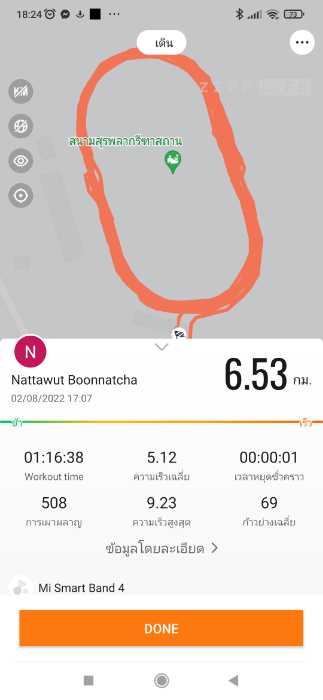 18:24
72
เดิน
ZEPP
สนามสุรพลากรีฑาสถาน
N
Nattawut Boonnatcha
6.53 กม.
02/08/2022 17:07
ช้า
เร็ว
01:16:38
5.12
00:00:01
Workout time
ความเร็วเฉลี่ย
เวลาหยุดชั่วคราว
508
9.23
69
การเผาผลาญ
ความเร็วสูงสุด
ก้าวย่างเฉลี่ย
ข้อมูลโดยละเอียด
Mi Smart Band 4
DONE